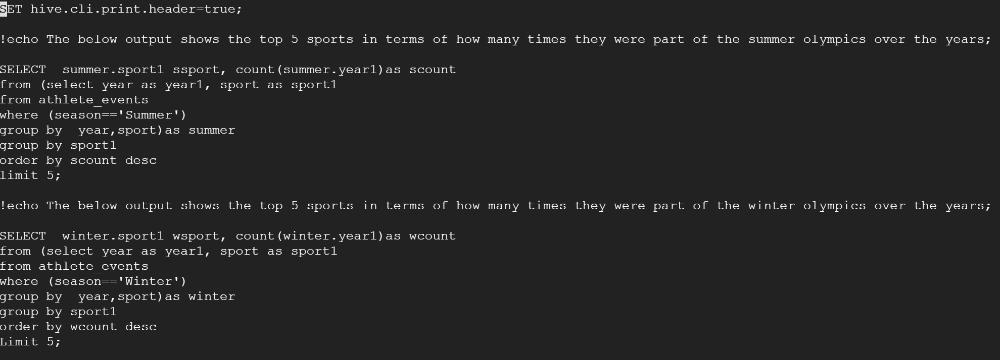 SET hive.cli.print.header=true;
!echo The below output shows the top 5 sports in terms of how many times they were part of the summer olympics over the years;
SELECT  summer.sport1 ssport, count(summer.year1)as scount
from (select year as year1, sport as sport1
from athlete_events
where (season=='Summer')
group by  year,sport)as summer
group by sport1
order by scount desc
limit 5;
!echo The below output shows the top 5 sports in terms of how many times they were part of the winter olympics over the years;
SELECT  winter.sport1 wsport, count(winter.year1)as wcount
from (select year as year1, sport as sport1
from athlete_events
where (season=='Winter')
group by  year,sport)as winter
group by sport1
order by wcount desc
Limit 5;